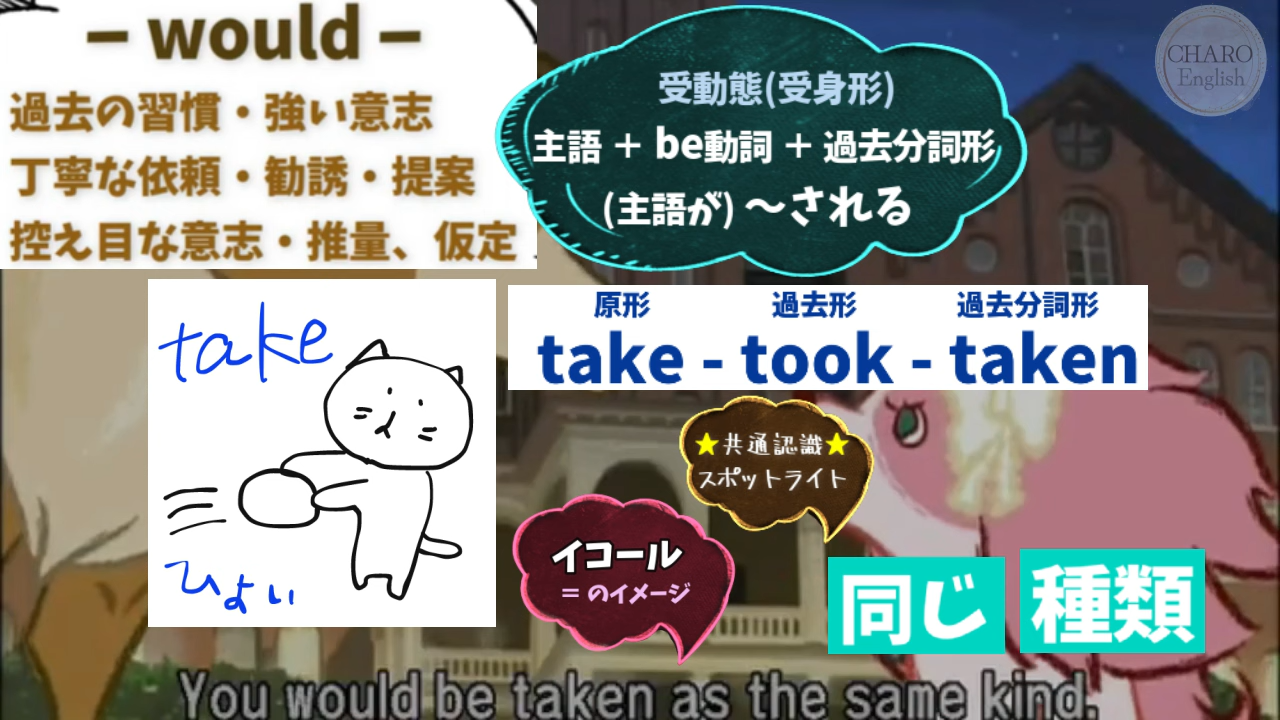 – would –
過去の習慣・強い意志
丁寧な依頼・勧誘・提案
控え目な意志・推量、仮定
受動態(受身形)
主語 + be動詞 + 過去分詞形
(主語が) 〜される
CHARO
English
take
ひょい
原形 過去形 過去分詞形
take - took - taken
★共通認識★
スポットライト
イコール
= のイメージ
同じ 種類
You would be taken as the same kind.